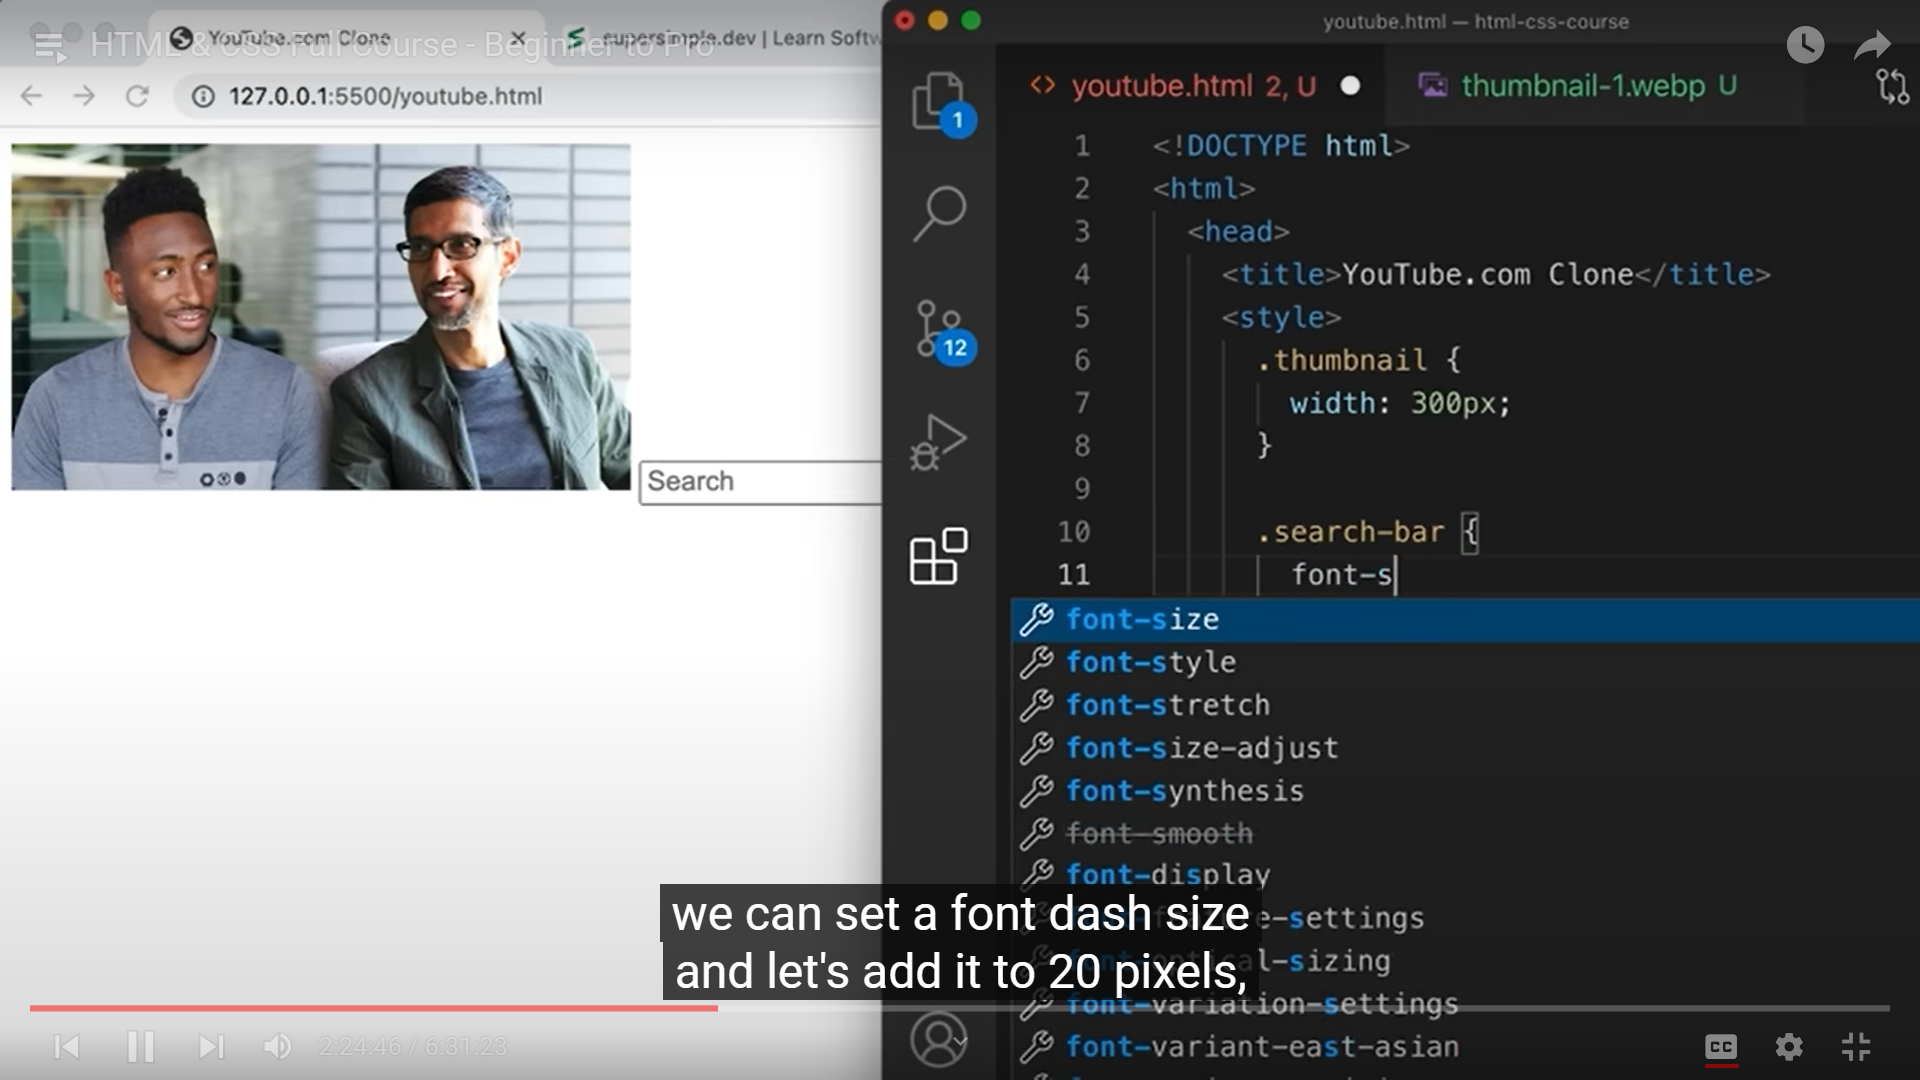 HTML & CSS Full Course - Beginner to Pro
YouTube.com Clone
supersimple.dev | Learn Softw
127.0.0.1:5500/youtube.html
Search
youtube.html — html-css-course
youtube.html 2, U
thumbnail-1.webp U
1
12
1 <!DOCTYPE html>
2 <html>
3 <head>
4 <title>YouTube.com Clone</title>
5 <style>
6 .thumbnail {
7 width: 300px;
8 }
9
10 .search-bar {
11 font-s
font-size
font-style
font-stretch
font-size-adjust
font-synthesis
font-smooth
font-display
e-settings
l-sizing
font-variation-settings
font-variant-east-asian
we can set a font dash size
and let's add it to 20 pixels,
2:24:46 / 6:31:23
CC